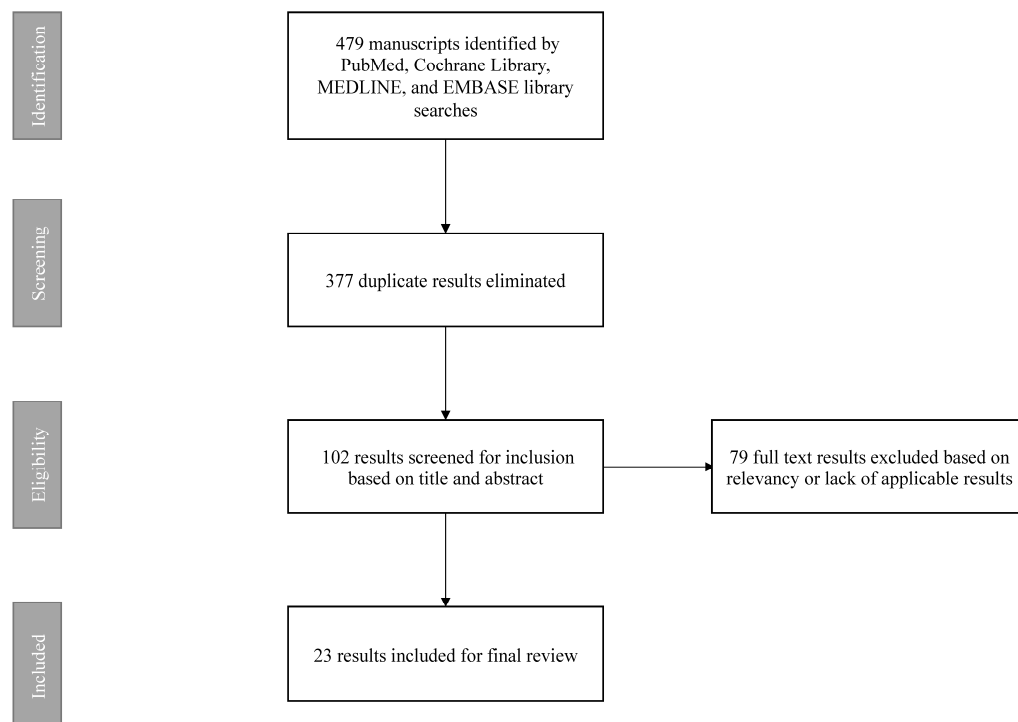 Identification
479 manuscripts identified by
PubMed, Cochrane Library,
MEDLINE, and EMBASE library
searches
Screening
377 duplicate results eliminated
Eligibility
102 results screened for inclusion
based on title and abstract
79 full text results excluded based on
relevancy or lack of applicable results
Included
23 results included for final review